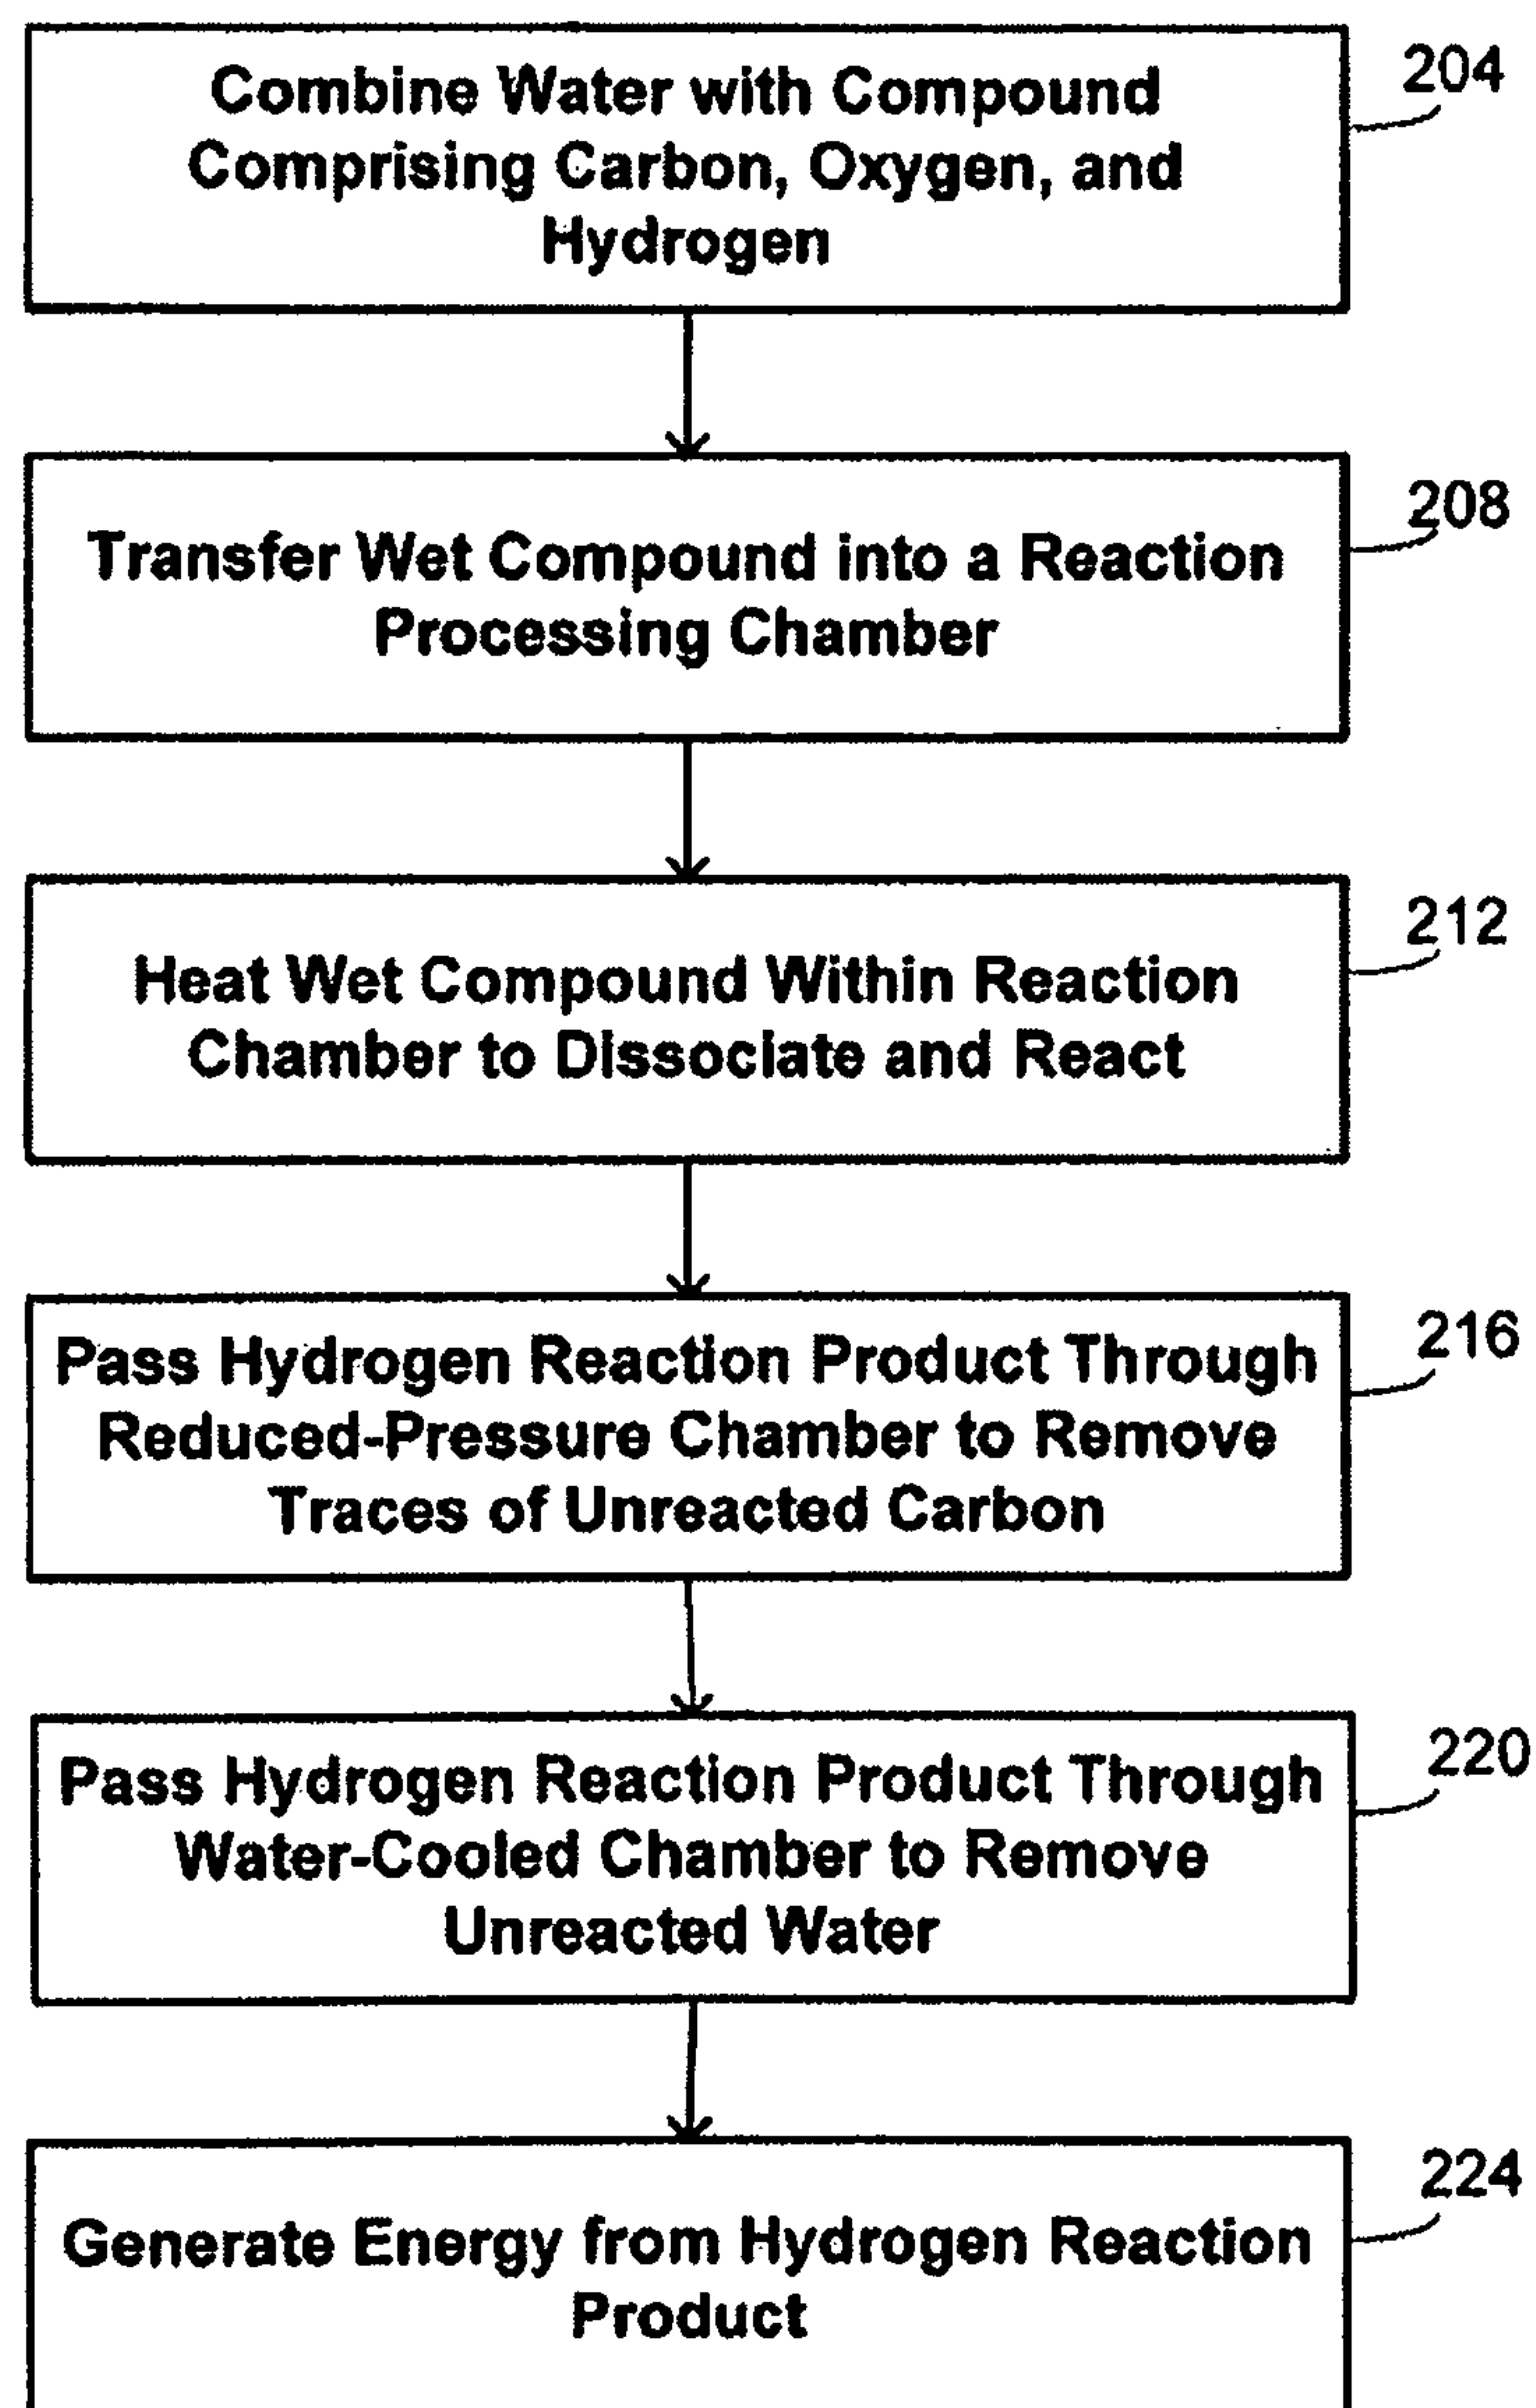 Combine Water with Compound
Comprising Carbon, Oxygen, and
Hydrogen
204
Transfer Wet Compound into a Reaction
Processing Chamber
208
Heat Wet Compound Within Reaction
Chamber to Dissociate and React
212
Pass Hydrogen Reaction Product Through
Reduced-Pressure Chamber to Remove
Traces of Unreacted Carbon
216
Pass Hydrogen Reaction Product Through
Water-Cooled Chamber to Remove
Unreacted Water
220
Generate Energy from Hydrogen Reaction
Product
224